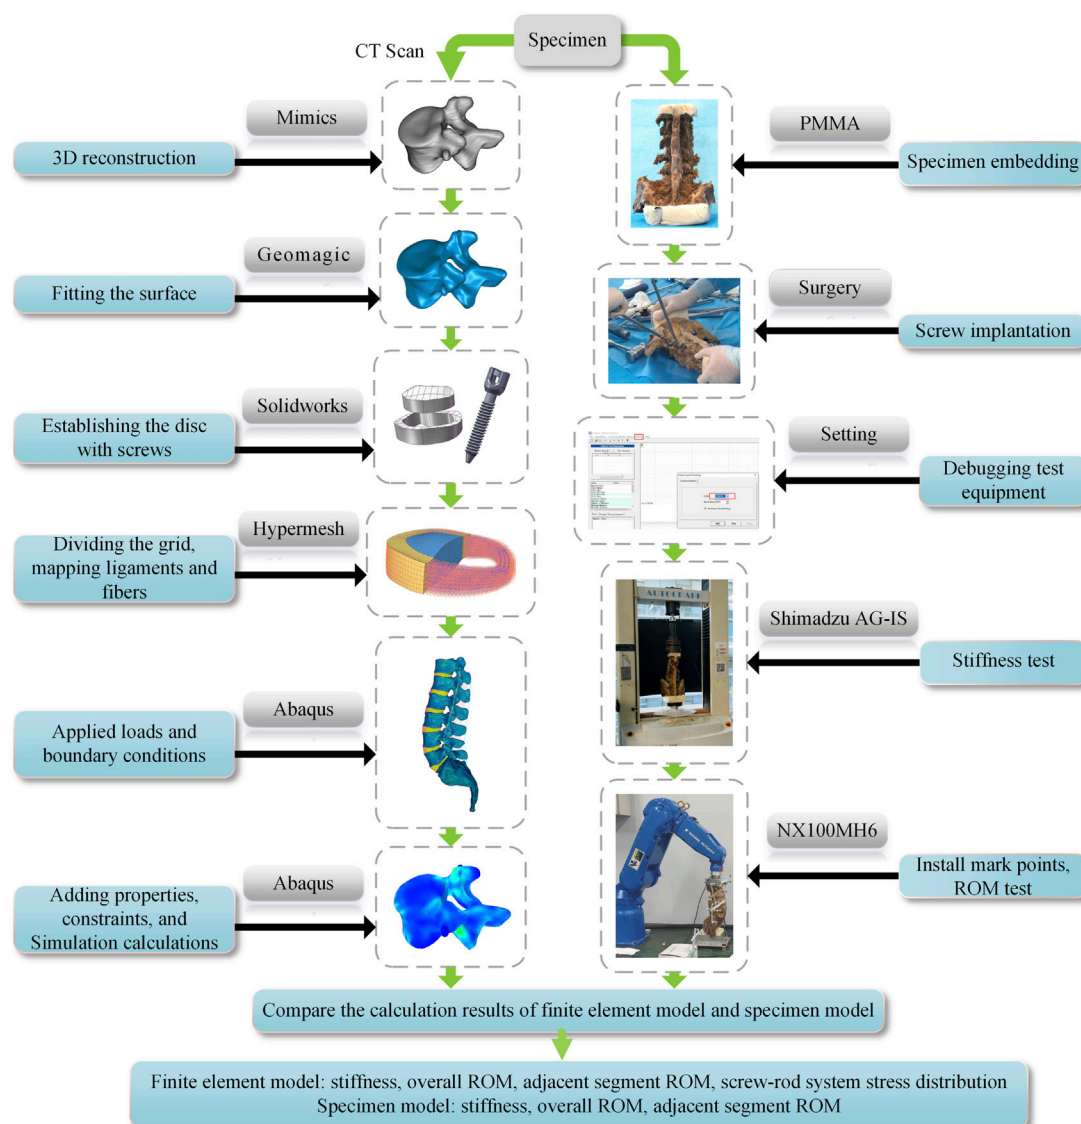 Specimen
CT Scan
Mimics
3D reconstruction
PMMA
Specimen embedding
Geomagic
Fitting the surface
Surgery
Screw implantation
Solidworks
Establishing the disc
with screws
Setting
Debugging test
equipment
Hypermesh
Dividing the grid,
mapping ligaments and
fibers
AUTOGRAPH
Shimadzu AG-IS
Stiffness test
Abaqus
Applied loads and
boundary conditions
NX100MH6
Install mark points,
ROM test
Abaqus
Adding properties,
constraints, and
Simulation calculations
Compare the calculation results of finite element model and specimen model
Finite element model: stiffness, overall ROM, adjacent segment ROM, screw-rod system stress distribution
Specimen model: stiffness, overall ROM, adjacent segment ROM